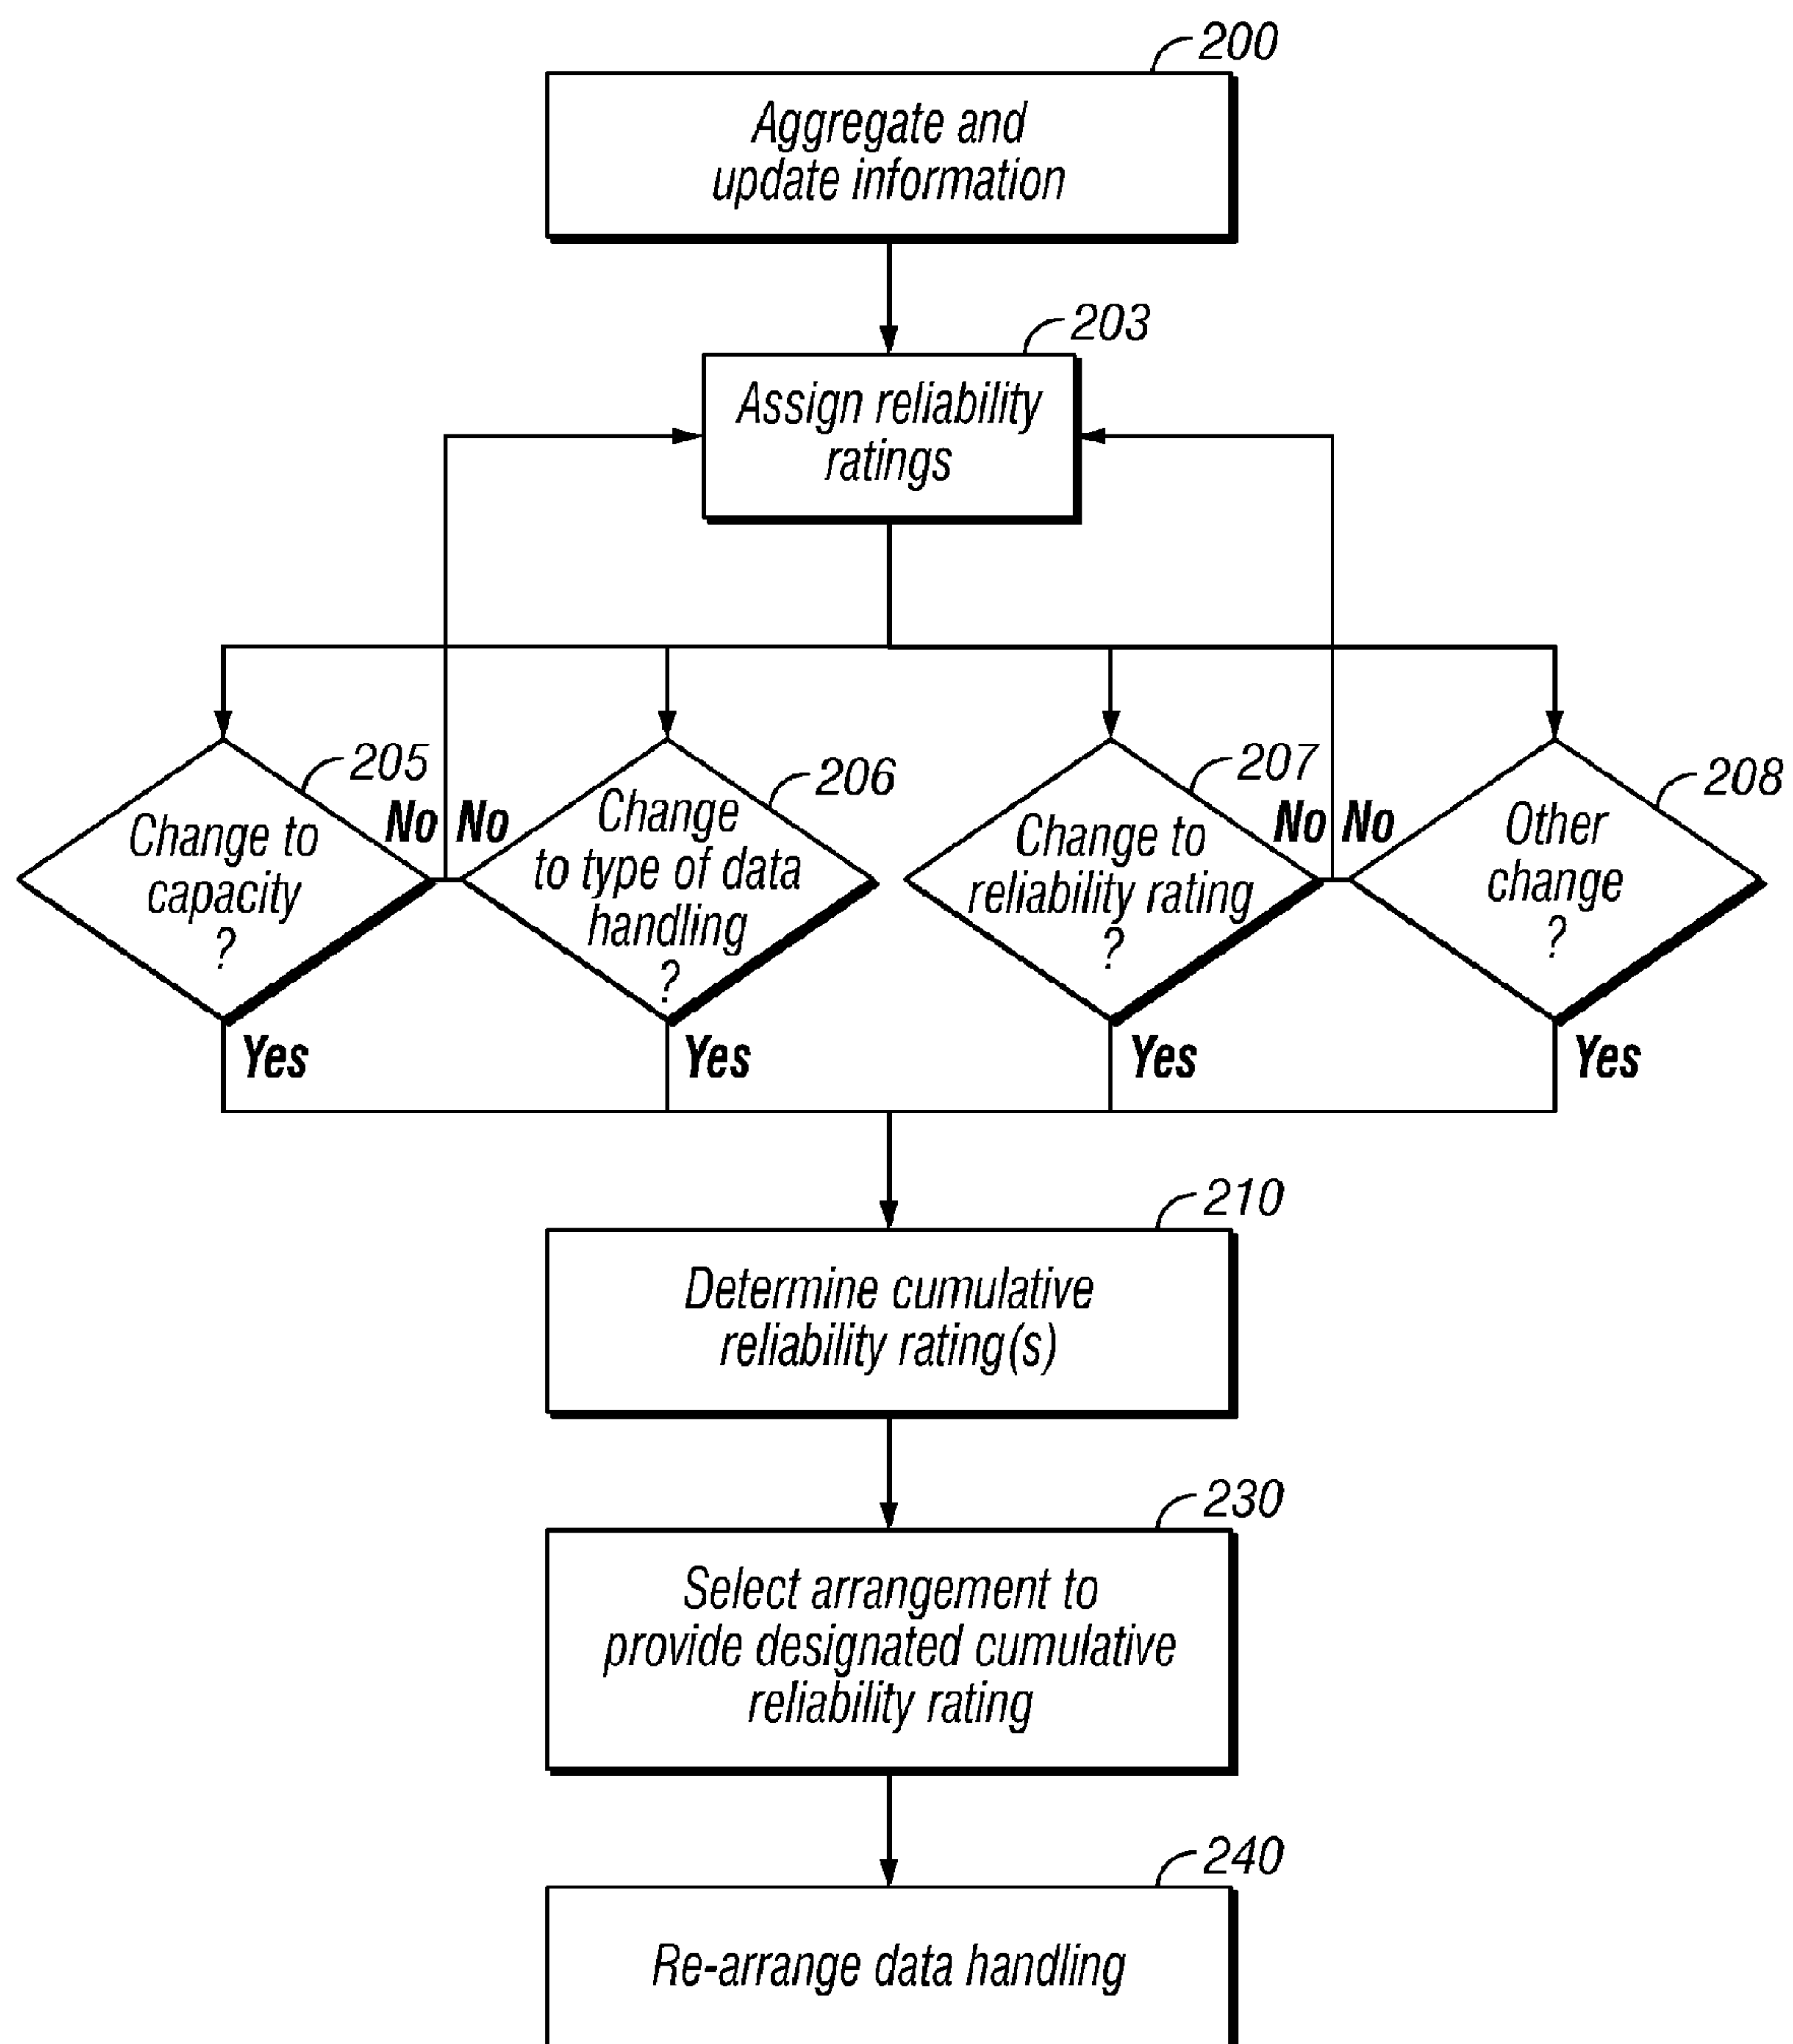 200
Aggregate and
update information
203
Assign reliability
ratings
205
Change to
capacity
?
No
No
206
Change
to type of data
handling
?
207
Change to
reliability rating
?
No
No
208
Other
change
?
Yes
Yes
Yes
Yes
210
Determine cumulative
reliability rating(s)
230
Select arrangement to
provide designated cumulative
reliability rating
240
Re-arrange data handling